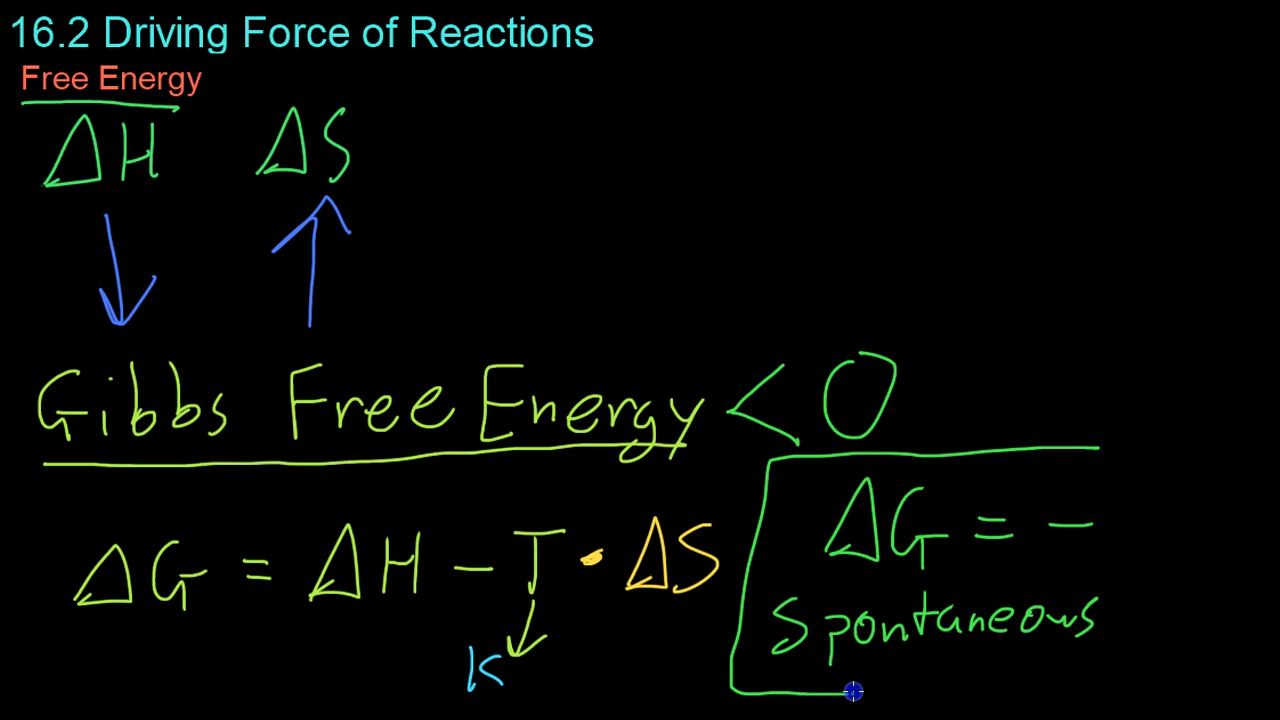 16.2 Driving Force of Reactions
Free Energy
ΔH ΔS
Gibbs Free Energy < 0
ΔG = ΔH − T · ΔS
K
ΔG = −
Spontaneous